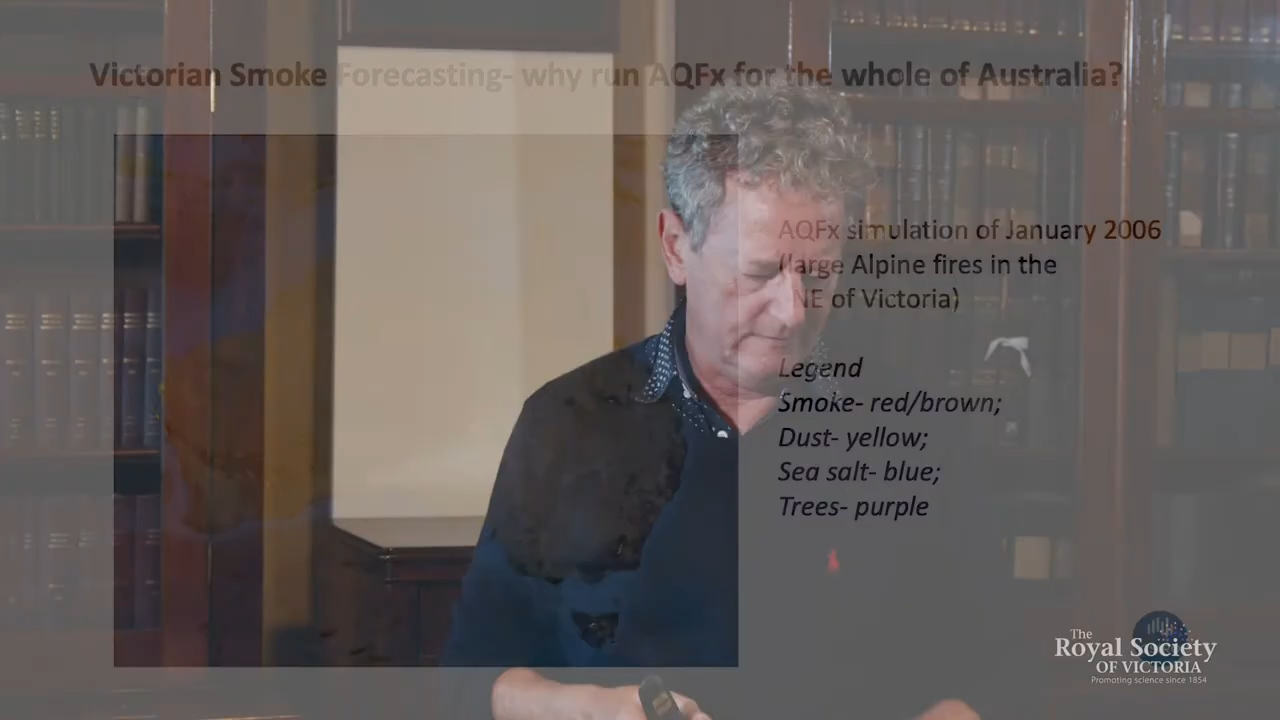 Victorian Smoke Forecasting- why run AQFx for the whole of Australia?
AQFx simulation of January 2006
(large Alpine fires in the
NE of Victoria)
Legend
Smoke- red/brown;
Dust- yellow;
Sea salt- blue;
Trees- purple
The
Royal Society
OF VICTORIA
Promoting science since 1854